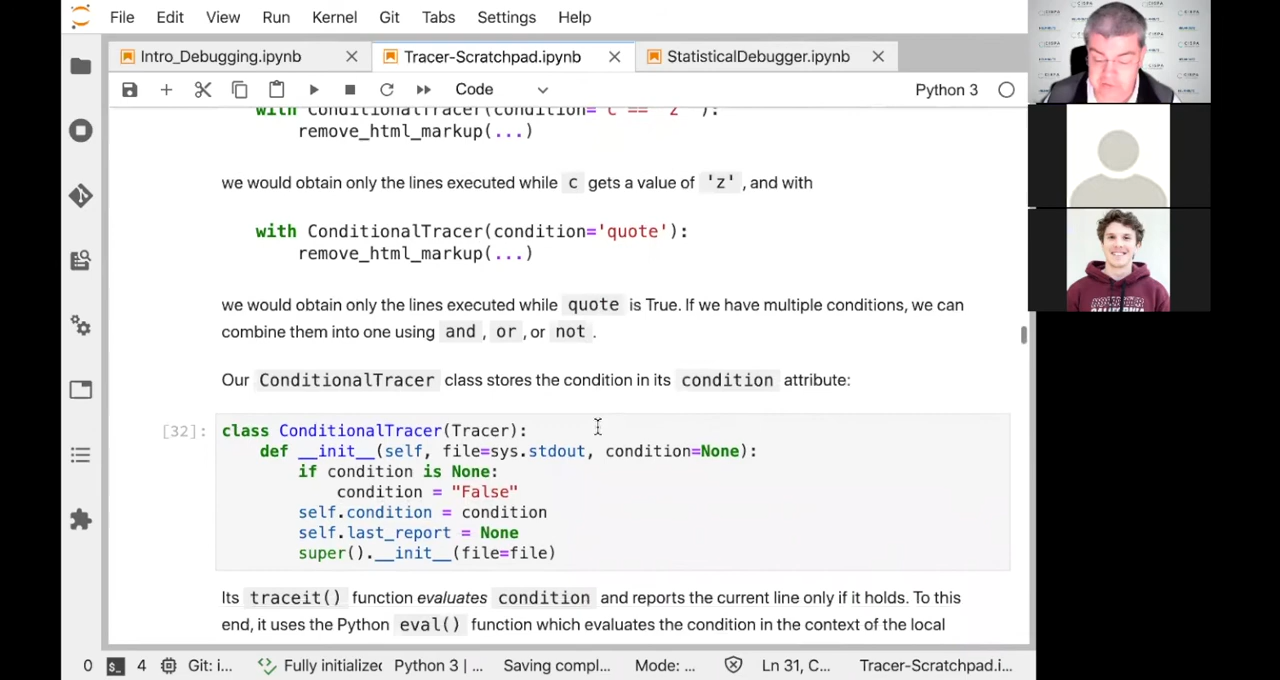 File Edit View Run Kernel Git Tabs Settings Help
Intro_Debugging.ipynb Tracer-Scratchpad.ipynb StatisticalDebugger.ipynb
Code Python 3
with ConditionalTracer(condition='c == 'z' '):
remove_html_markup(...)
we would obtain only the lines executed while c gets a value of 'z' , and with
with ConditionalTracer(condition='quote'):
remove_html_markup(...)
we would obtain only the lines executed while quote is True. If we have multiple conditions, we can
combine them into one using and , or , or not .
Our ConditionalTracer class stores the condition in its condition attribute:
[32]: class ConditionalTracer(Tracer):
def __init__(self, file=sys.stdout, condition=None):
if condition is None:
condition = "False"
self.condition = condition
self.last_report = None
super().__init__(file=file)
Its traceit() function evaluates condition and reports the current line only if it holds. To this
end, it uses the Python eval() function which evaluates the condition in the context of the local
0 4 Git: i... Fully initialized Python 3 | ... Saving compl... Mode: ... Ln 31, C... Tracer-Scratchpad.i...